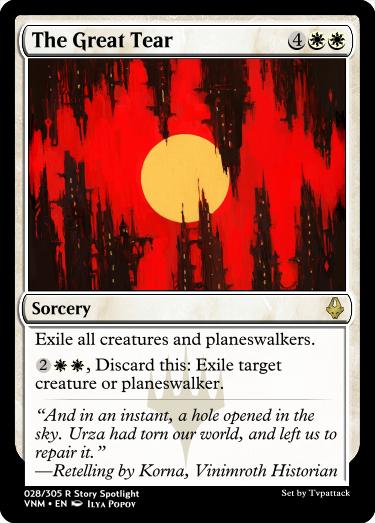 The Great Tear 4
Sorcery
Exile all creatures and planeswalkers.
2, Discard this: Exile target
creature or planeswalker.
“And in an instant, a hole opened in the
sky. Urza had torn our world, and left us to
repair it.”
—Retelling by Korna, Vinimroth Historian
028/305 R Story Spotlight
Set by Tvpattack
VNM • EN Ilya Popov